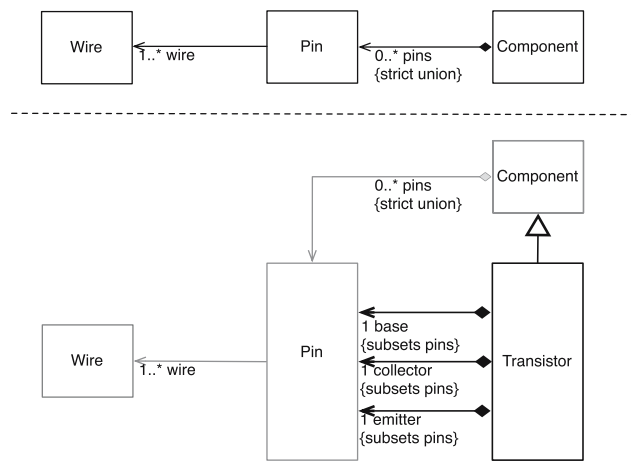 Wire
Pin
Component
1..* wire
0..* pins
{strict union}
Component
0..* pins
{strict union}
1 base
{subsets pins}
Wire
Pin
Transistor
1..* wire
1 collector
{subsets pins}
1 emitter
{subsets pins}